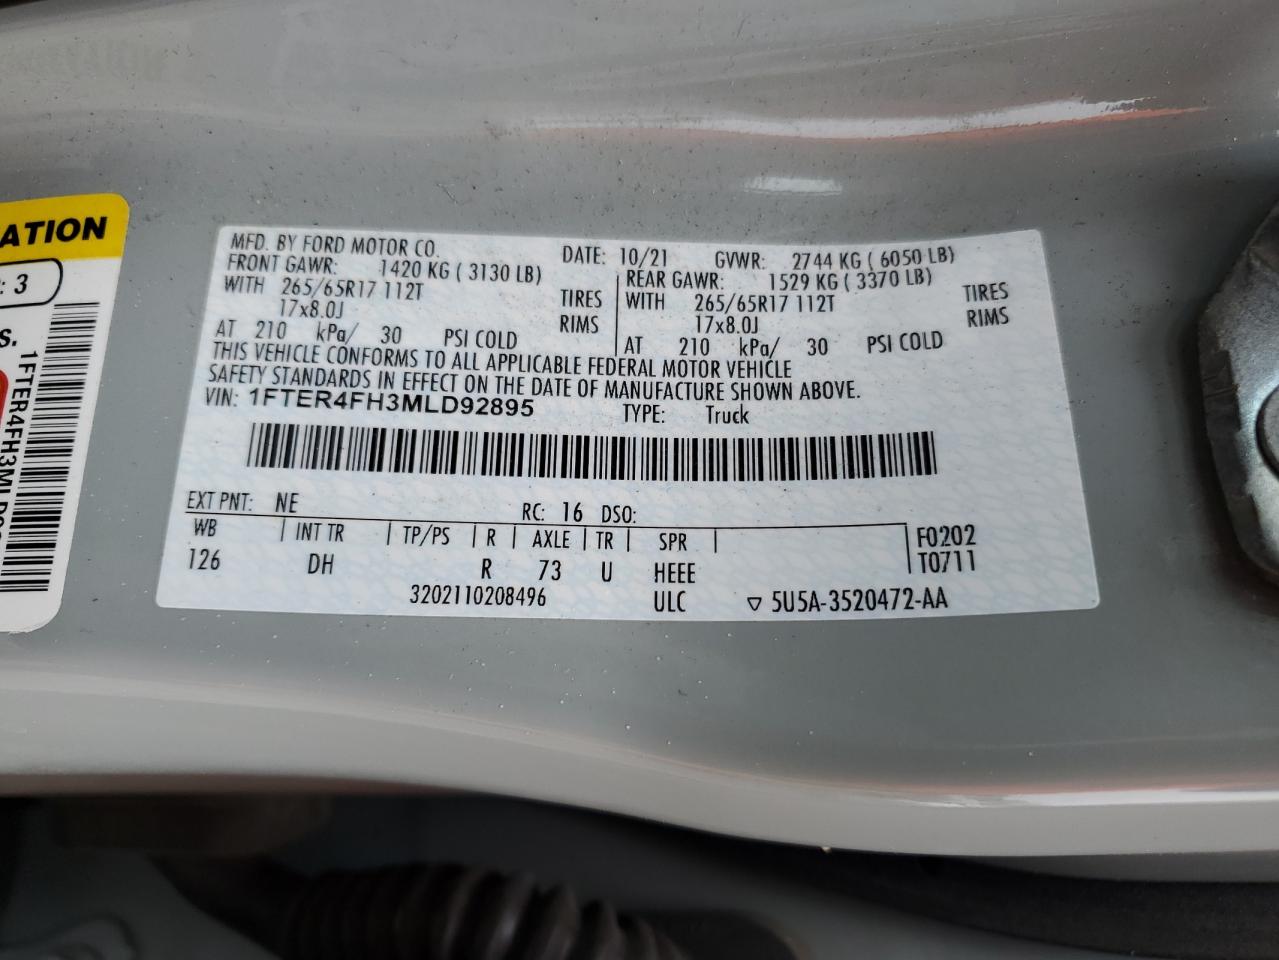 ATION
: 3
S.
1FTER4FH3MLD
MFD. BY FORD MOTOR CO. DATE: 10/21 GVWR: 2744 KG ( 6050 LB)
FRONT GAWR: 1420 KG ( 3130 LB) REAR GAWR: 1529 KG ( 3370 LB)
WITH 265/65R17 112T TIRES WITH 265/65R17 112T TIRES
17x8.0J RIMS 17x8.0J RIMS
AT 210 kPa/ 30 PSI COLD AT 210 kPa/ 30 PSI COLD
THIS VEHICLE CONFORMS TO ALL APPLICABLE FEDERAL MOTOR VEHICLE
SAFETY STANDARDS IN EFFECT ON THE DATE OF MANUFACTURE SHOWN ABOVE.
VIN: 1FTER4FH3MLD92895 TYPE: Truck
EXT PNT: NE RC: 16 DSO:
WB | INT TR | TP/PS | R | AXLE | TR | SPR | F0202
126 DH R 73 U HEEE T0711
3202110208496 ULC ▽ 5U5A-3520472-AA